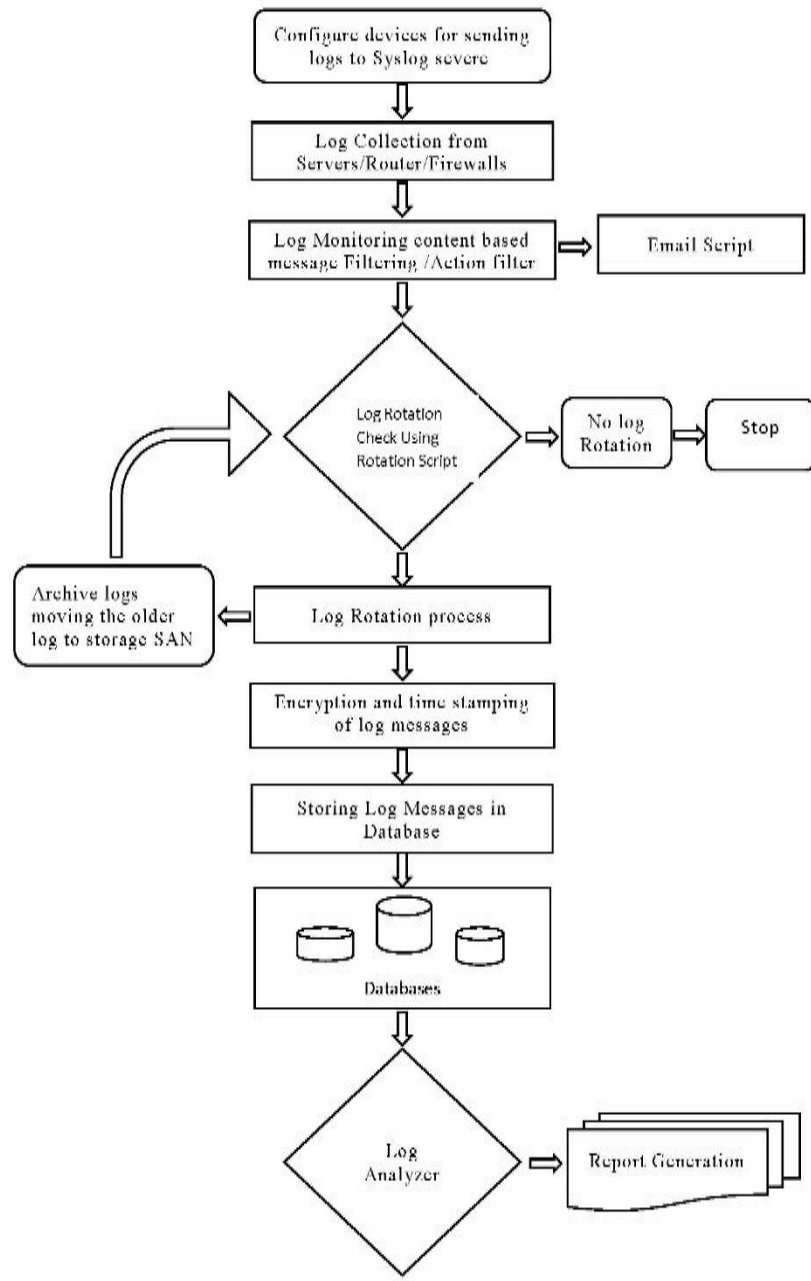 Configure devices for sending
logs to Syslog severe
Log Collection from
Servers/Router/Firewalls
Log Monitoring content based
message Filtering /Action filter
Email Script
Log Rotation
Check Using
Rotation Script
No log
Rotation
Stop
Archive logs
moving the older
log to storage SAN
Log Rotation process
Encryption and time stamping
of log messages
Storing Log Messages in
Database
Databases
Log
Analyzer
Report Generation